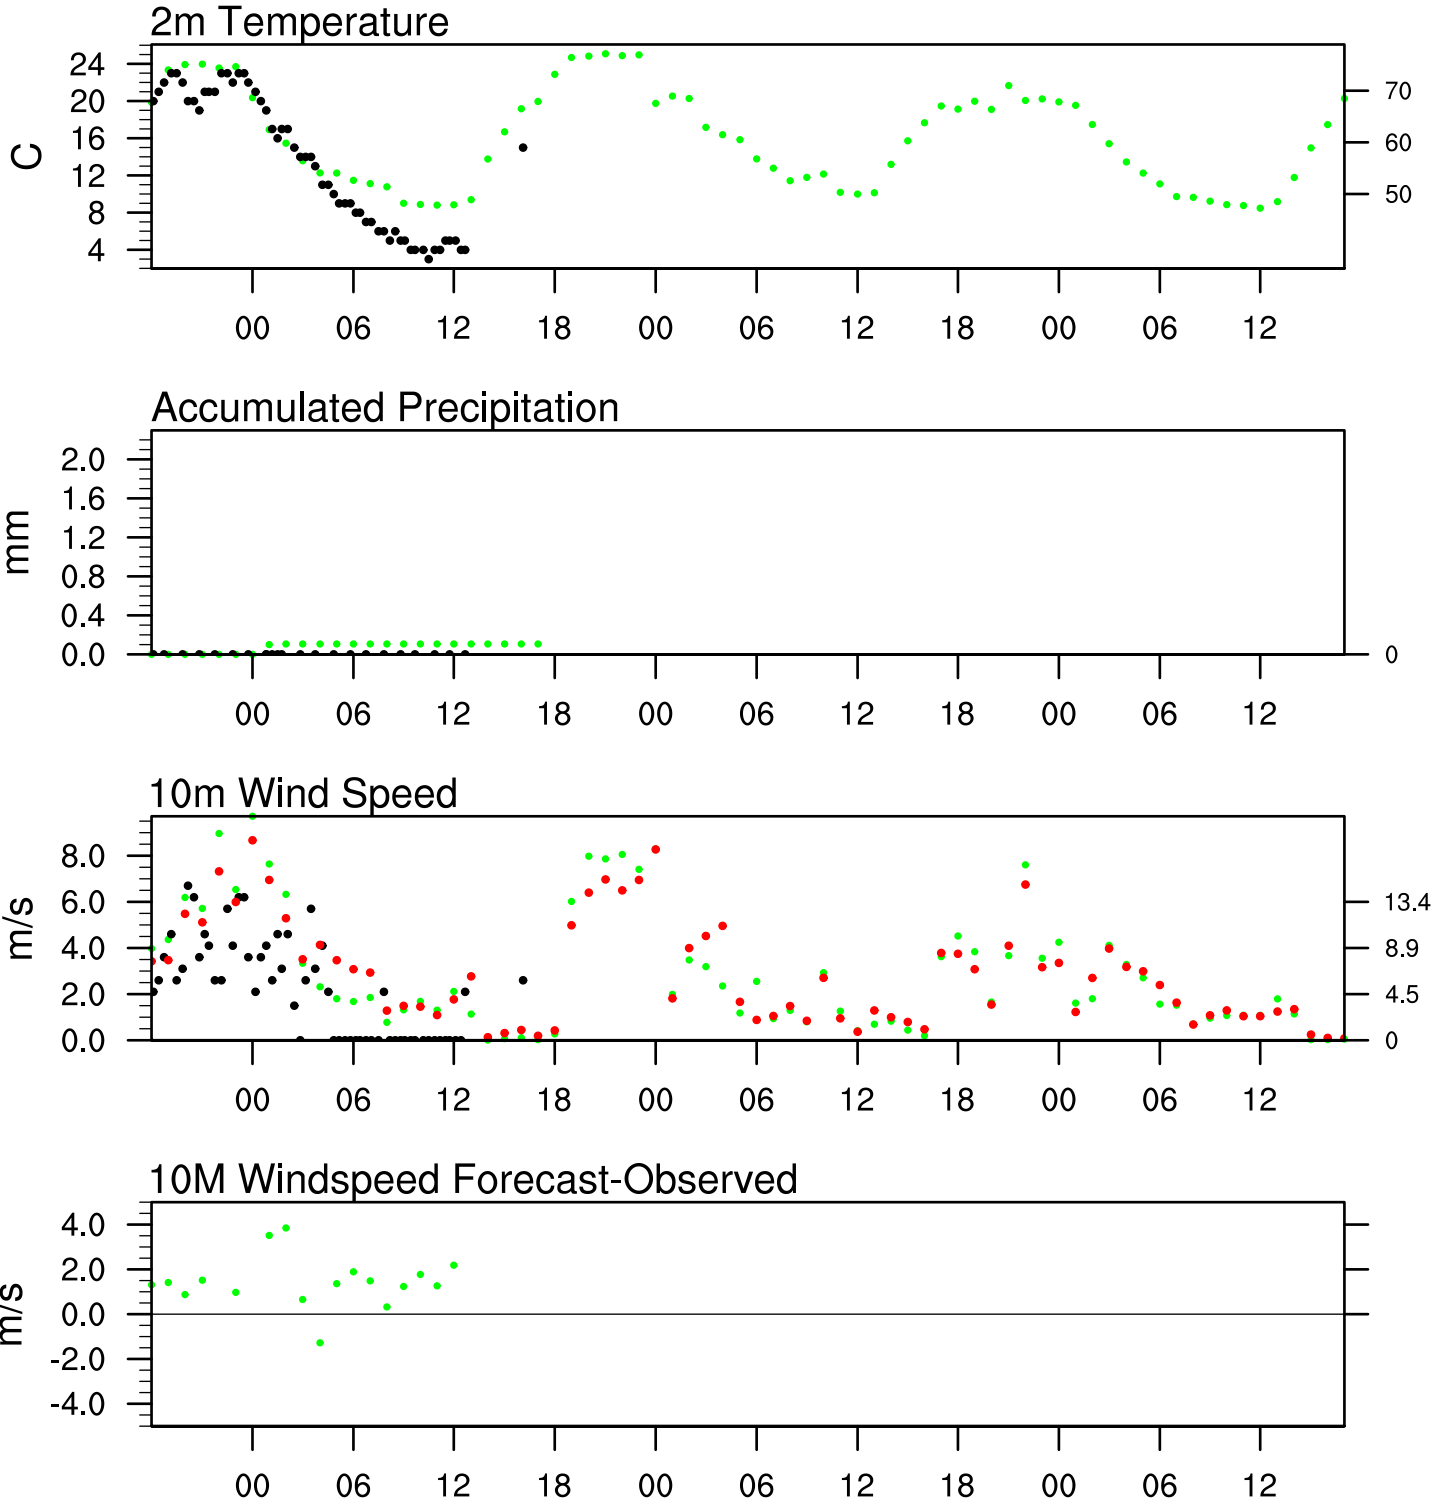 2m Temperature
24
20
16
12
8
4
C
70
60
50
00 06 12 18 00 06 12 18 00 06 12
Accumulated Precipitation
2.0
1.6
1.2
0.8
0.4
0.0
mm
0
00 06 12 18 00 06 12 18 00 06 12
10m Wind Speed
8.0
6.0
4.0
2.0
0.0
m/s
13.4
8.9
4.5
0
00 06 12 18 00 06 12 18 00 06 12
10M Windspeed Forecast-Observed
4.0
2.0
0.0
-2.0
-4.0
m/s
00 06 12 18 00 06 12 18 00 06 12